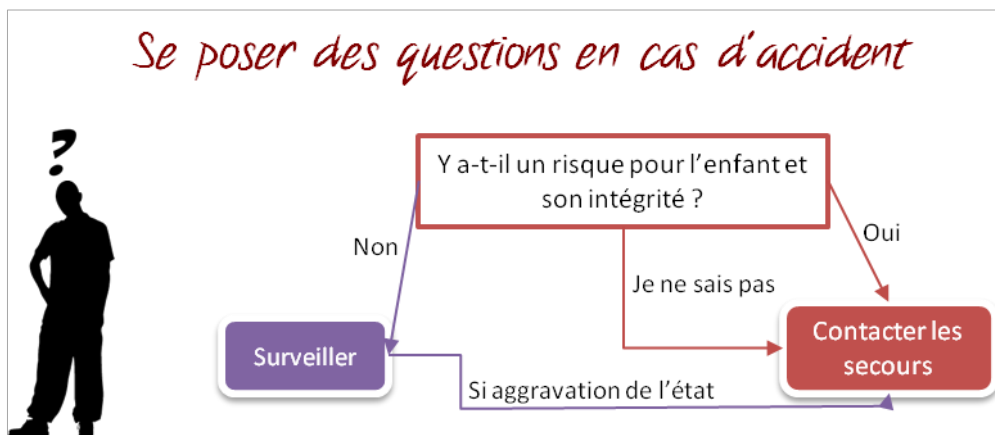 Se poser des questions en cas d'accident
?
Y a-t-il un risque pour l'enfant et
son intégrité ?
Non
Oui
Je ne sais pas
Surveiller
Contacter les
secours
Si aggravation de l'état